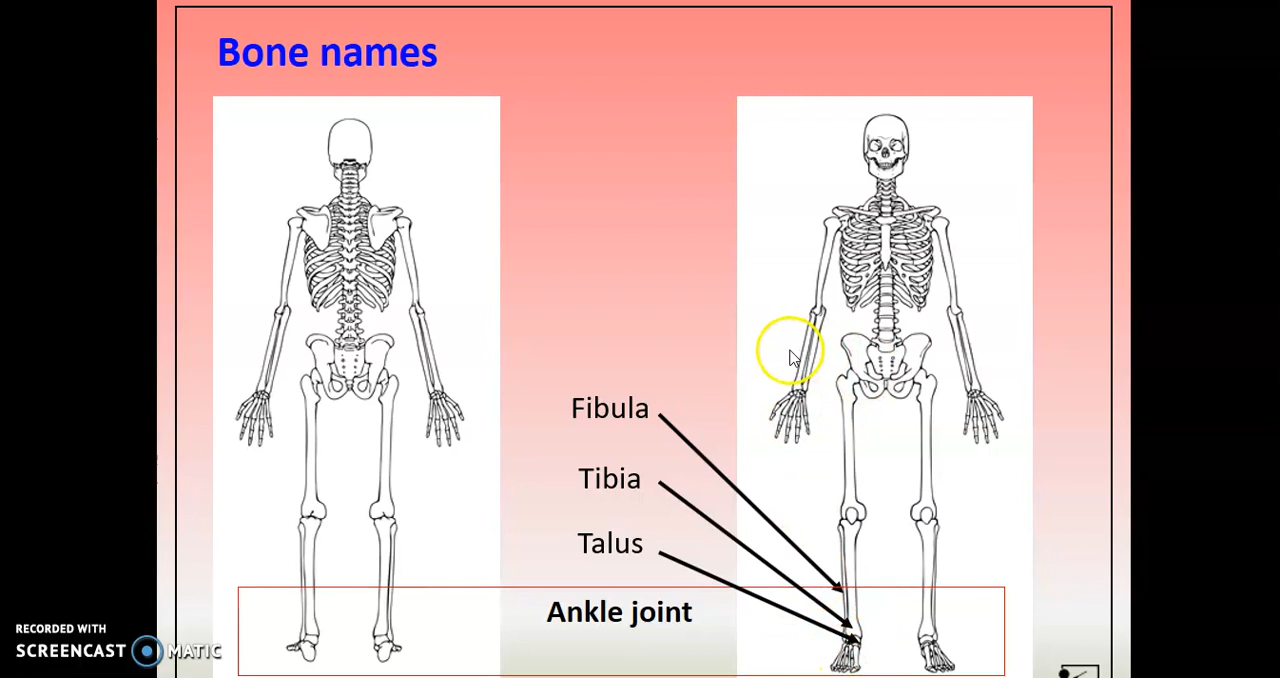 Bone names
Fibula
Tibia
Talus
Ankle joint
RECORDED WITH
SCREENCAST MATIC